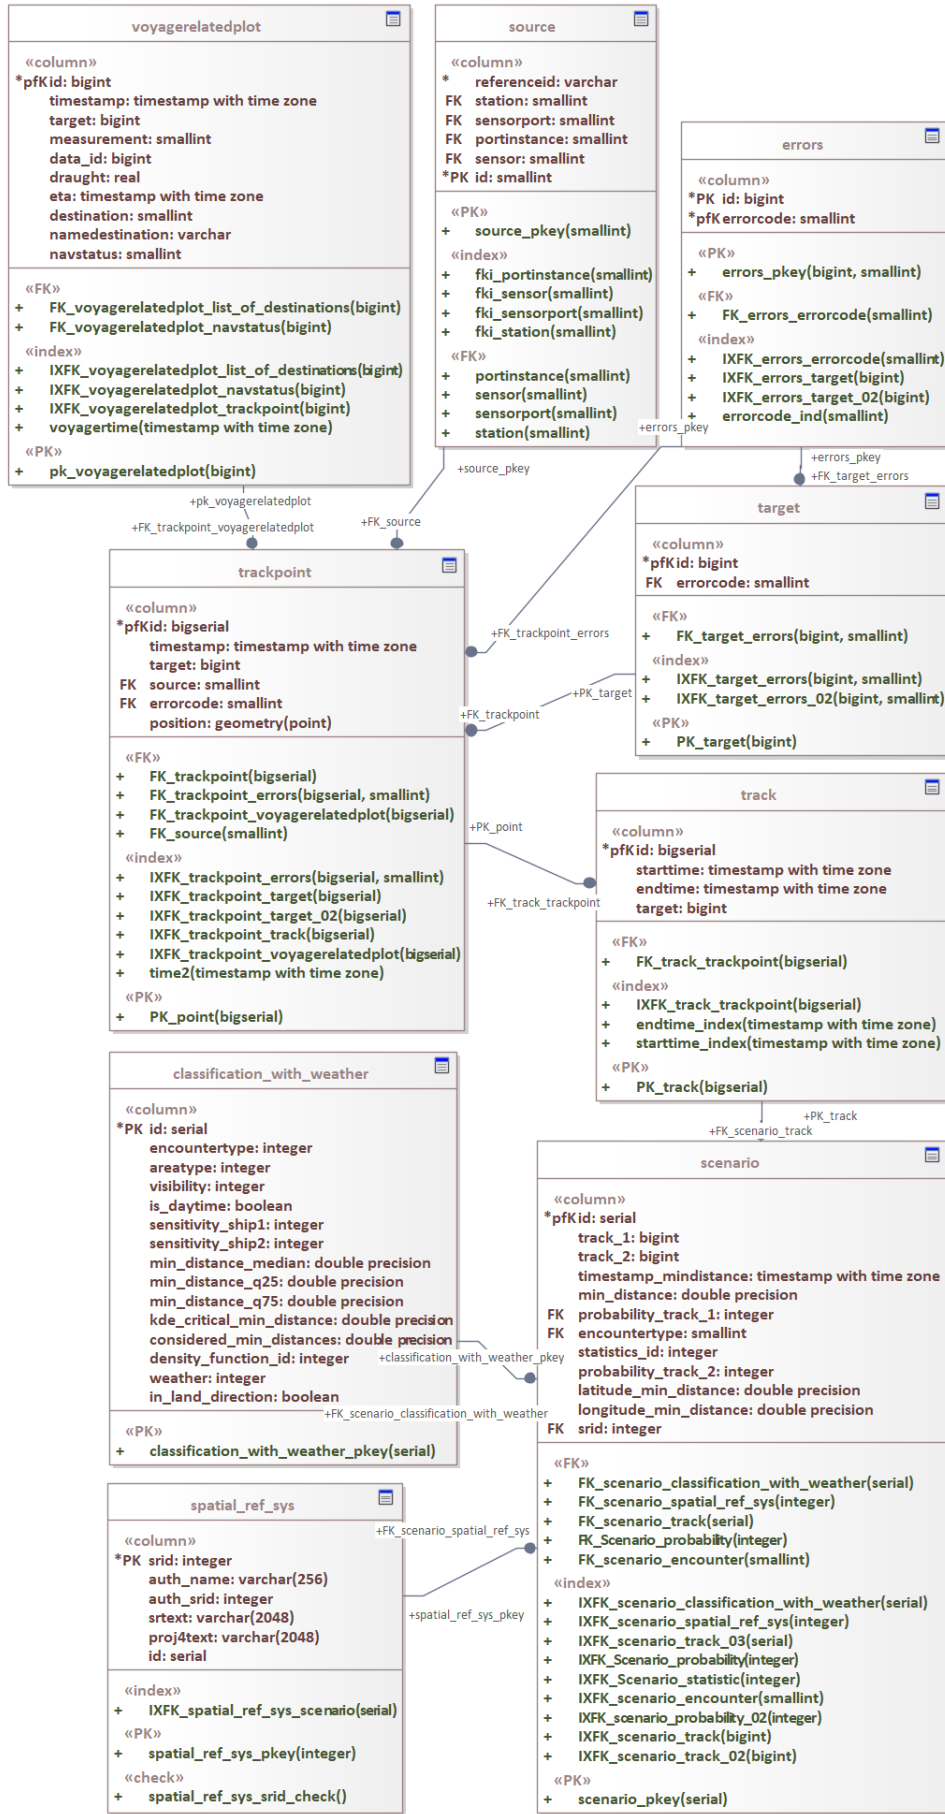 voyagerelatedplot
«column»
*pfK id: bigint
timestamp: timestamp with time zone
target: bigint
measurement: smallint
data_id: bigint
draught: real
eta: timestamp with time zone
destination: smallint
namedestination: varchar
navstatus: smallint
«FK»
+ FK_voyagerelatedplot_list_of_destinations(bigint)
+ FK_voyagerelatedplot_navstatus(bigint)
«index»
+ IXFK_voyagerelatedplot_list_of_destinations(bigint)
+ IXFK_voyagerelatedplot_navstatus(bigint)
+ IXFK_voyagerelatedplot_trackpoint(bigint)
+ voyagertime(timestamp with time zone)
«PK»
+ pk_voyagerelatedplot(bigint)
source
«column»
* referenceid: varchar
FK station: smallint
FK sensorport: smallint
FK portinstance: smallint
FK sensor: smallint
*PK id: smallint
«PK»
+ source_pkey(smallint)
«index»
+ fki_portinstance(smallint)
+ fki_sensor(smallint)
+ fki_sensorport(smallint)
+ fki_station(smallint)
«FK»
+ portinstance(smallint)
+ sensor(smallint)
+ sensorport(smallint)
+ station(smallint)
errors
«column»
*PK id: bigint
*pfK errorcode: smallint
«PK»
+ errors_pkey(bigint, smallint)
«FK»
+ FK_errors_errorcode(smallint)
«index»
+ IXFK_errors_errorcode(smallint)
+ IXFK_errors_target(bigint)
+ IXFK_errors_target_02(bigint)
+ errorcode_ind(smallint)
+errors_pkey
+errors_pkey
+FK_target_errors
+source_pkey
+FK_source
+pk_voyagerelatedplot
+FK_trackpoint_voyagerelatedplot
target
«column»
*pfK id: bigint
FK errorcode: smallint
«FK»
+ FK_target_errors(bigint, smallint)
«index»
+ IXFK_target_errors(bigint, smallint)
+ IXFK_target_errors_02(bigint, smallint)
«PK»
+ PK_target(bigint)
trackpoint
«column»
*pfK id: bigserial
timestamp: timestamp with time zone
target: bigint
FK source: smallint
FK errorcode: smallint
position: geometry(point)
«FK»
+ FK_trackpoint(bigserial)
+ FK_trackpoint_errors(bigserial, smallint)
+ FK_trackpoint_voyagerelatedplot(bigserial)
+ FK_source(smallint)
«index»
+ IXFK_trackpoint_errors(bigserial, smallint)
+ IXFK_trackpoint_target(bigserial)
+ IXFK_trackpoint_target_02(bigserial)
+ IXFK_trackpoint_track(bigserial)
+ IXFK_trackpoint_voyagerelatedplot(bigserial)
+ time2(timestamp with time zone)
«PK»
+ PK_point(bigserial)
+FK_trackpoint_errors
+PK_target
+FK_trackpoint
+PK_point
+FK_track_trackpoint
track
«column»
*pfK id: bigserial
starttime: timestamp with time zone
endtime: timestamp with time zone
target: bigint
«FK»
+ FK_track_trackpoint(bigserial)
«index»
+ IXFK_track_trackpoint(bigserial)
+ endtime_index(timestamp with time zone)
+ starttime_index(timestamp with time zone)
«PK»
+ PK_track(bigserial)
+PK_track
+FK_scenario_track
classification_with_weather
«column»
*PK id: serial
encountertype: integer
areatype: integer
visibility: integer
is_daytime: boolean
sensitivity_ship1: integer
sensitivity_ship2: integer
min_distance_median: double precision
min_distance_q25: double precision
min_distance_q75: double precision
kde_critical_min_distance: double precision
considered_min_distances: double precision
density_function_id: integer
weather: integer
in_land_direction: boolean
«PK»
+ classification_with_weather_pkey(serial)
+classification_with_weather_pkey
+FK_scenario_classification_with_weather
scenario
«column»
*pfK id: serial
track_1: bigint
track_2: bigint
timestamp_mindistance: timestamp with time zone
min_distance: double precision
FK probability_track_1: integer
FK encountertype: smallint
statistics_id: integer
probability_track_2: integer
latitude_min_distance: double precision
longitude_min_distance: double precision
FK srid: integer
«FK»
+ FK_scenario_classification_with_weather(serial)
+ FK_scenario_spatial_ref_sys(integer)
+ FK_scenario_track(serial)
+ FK_Scenario_probability(integer)
+ FK_scenario_encounter(smallint)
«index»
+ IXFK_scenario_classification_with_weather(serial)
+ IXFK_scenario_spatial_ref_sys(integer)
+ IXFK_scenario_track_03(serial)
+ IXFK_Scenario_probability(integer)
+ IXFK_Scenario_statistic(integer)
+ IXFK_scenario_encounter(smallint)
+ IXFK_scenario_probability_02(integer)
+ IXFK_scenario_track(bigint)
+ IXFK_scenario_track_02(bigint)
«PK»
+ scenario_pkey(serial)
spatial_ref_sys
«column»
*PK srid: integer
auth_name: varchar(256)
auth_srid: integer
srtext: varchar(2048)
proj4text: varchar(2048)
id: serial
«index»
+ IXFK_spatial_ref_sys_scenario(serial)
«PK»
+ spatial_ref_sys_pkey(integer)
«check»
+ spatial_ref_sys_srid_check()
+FK_scenario_spatial_ref_sys
+spatial_ref_sys_pkey